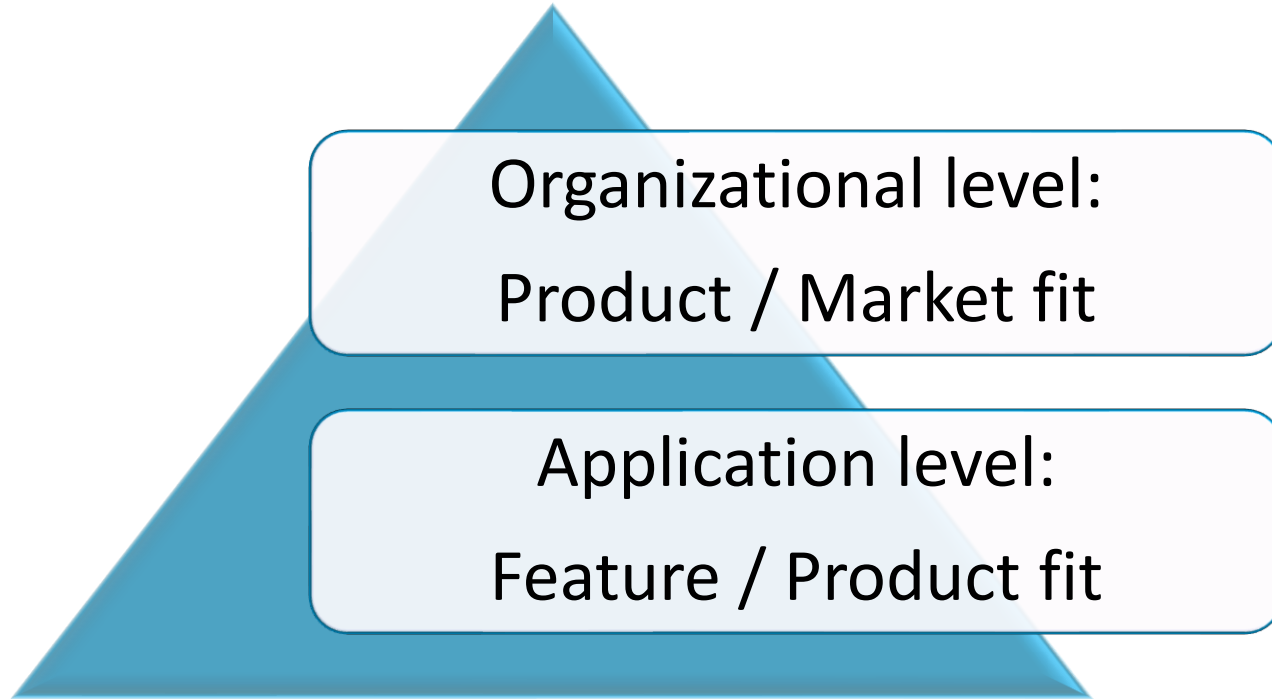 Organizational level:
Product / Market fit
Application level:
Feature / Product fit